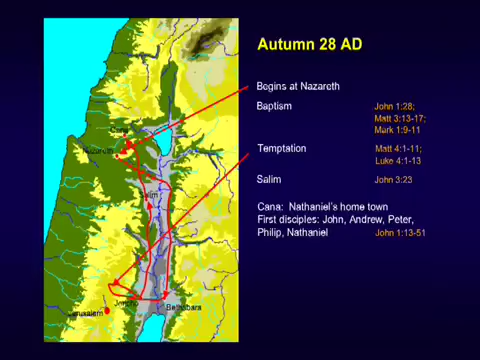 Autumn 28 AD
Begins at Nazareth
Baptism
John 1:28;
Matt 3:13-17;
Mark 1:9-11
Temptation
Matt 4:1-11;
Luke 4:1-13
Salim
John 3:23
Cana: Nathaniel's home town
First disciples: John, Andrew, Peter,
Philip, Nathaniel
John 1:13-51
Cana
Nazareth
Salim
Jericho
Bethabara
Jerusalem